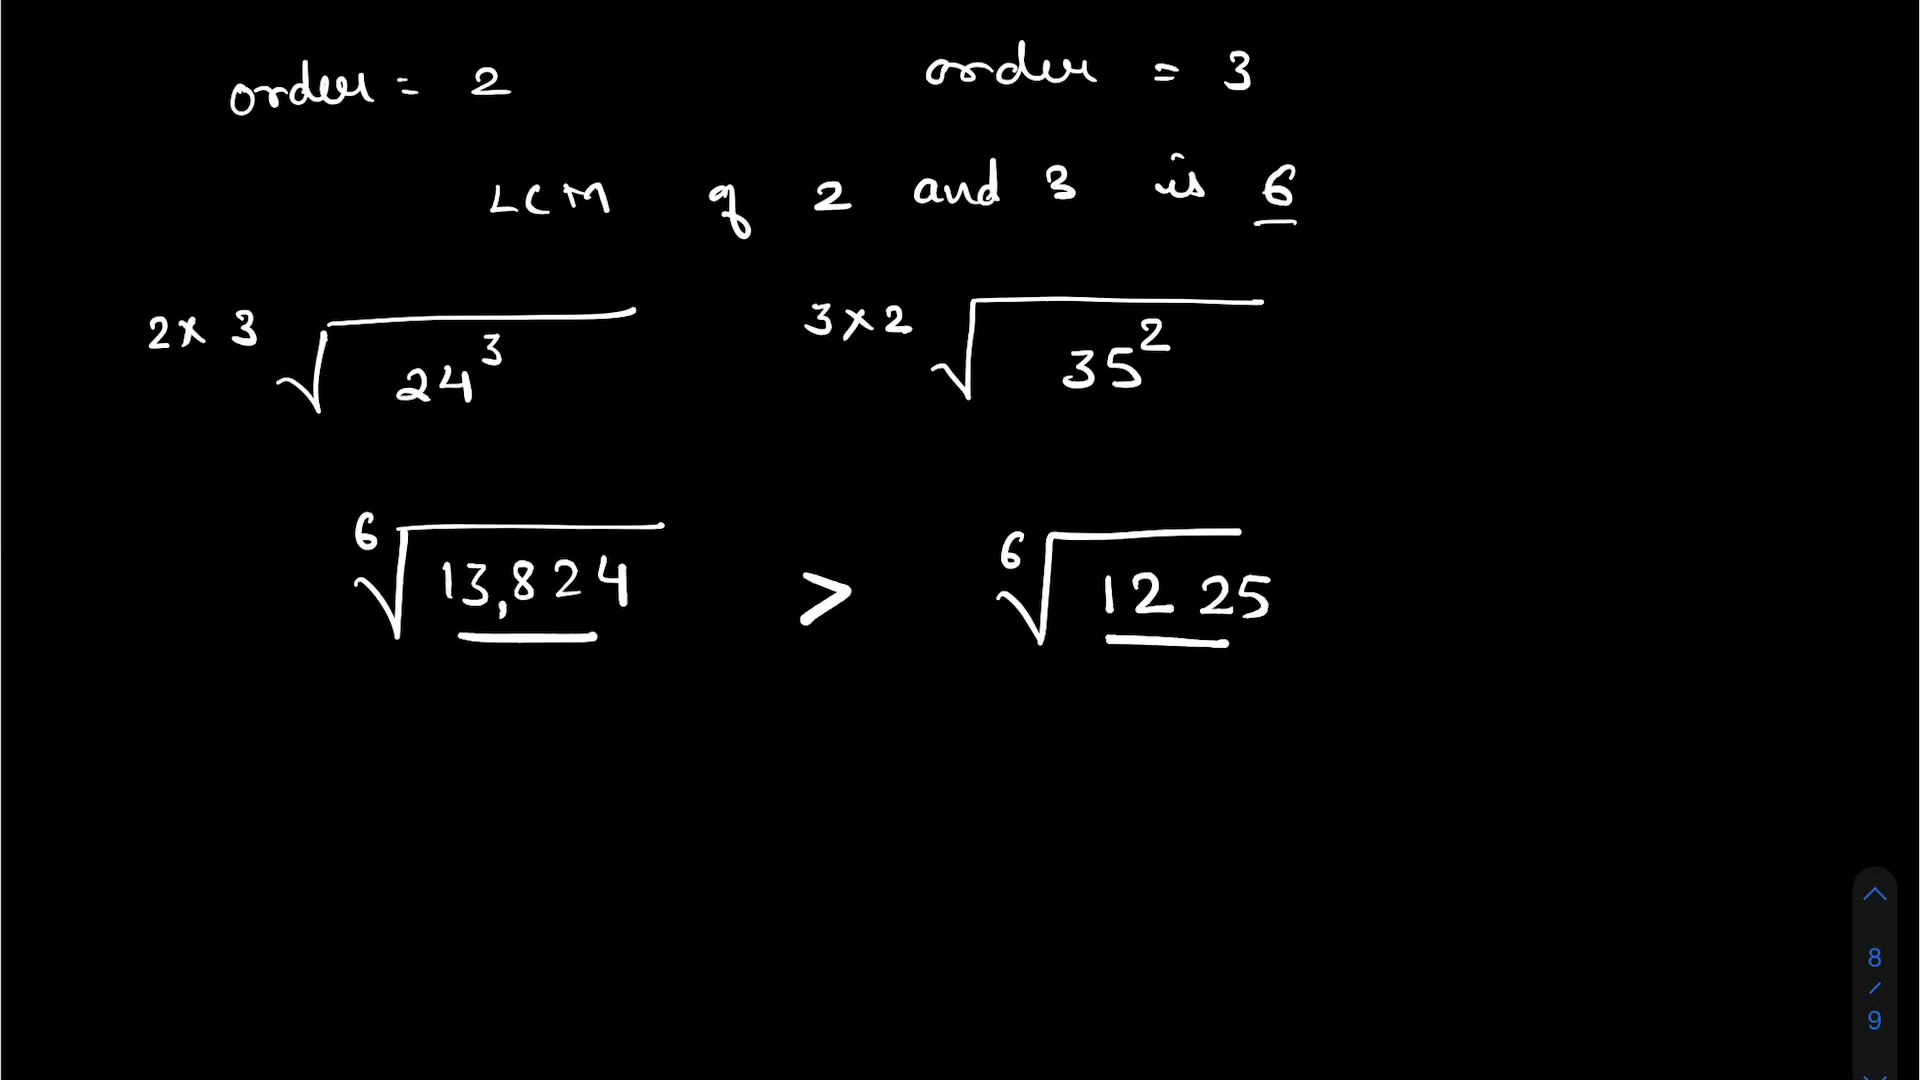 order = 2 order = 3
LCM of 2 and 3 is 6
2x3√24³ 3x2√35²
6√13,824 > 6√1225
8
/
9